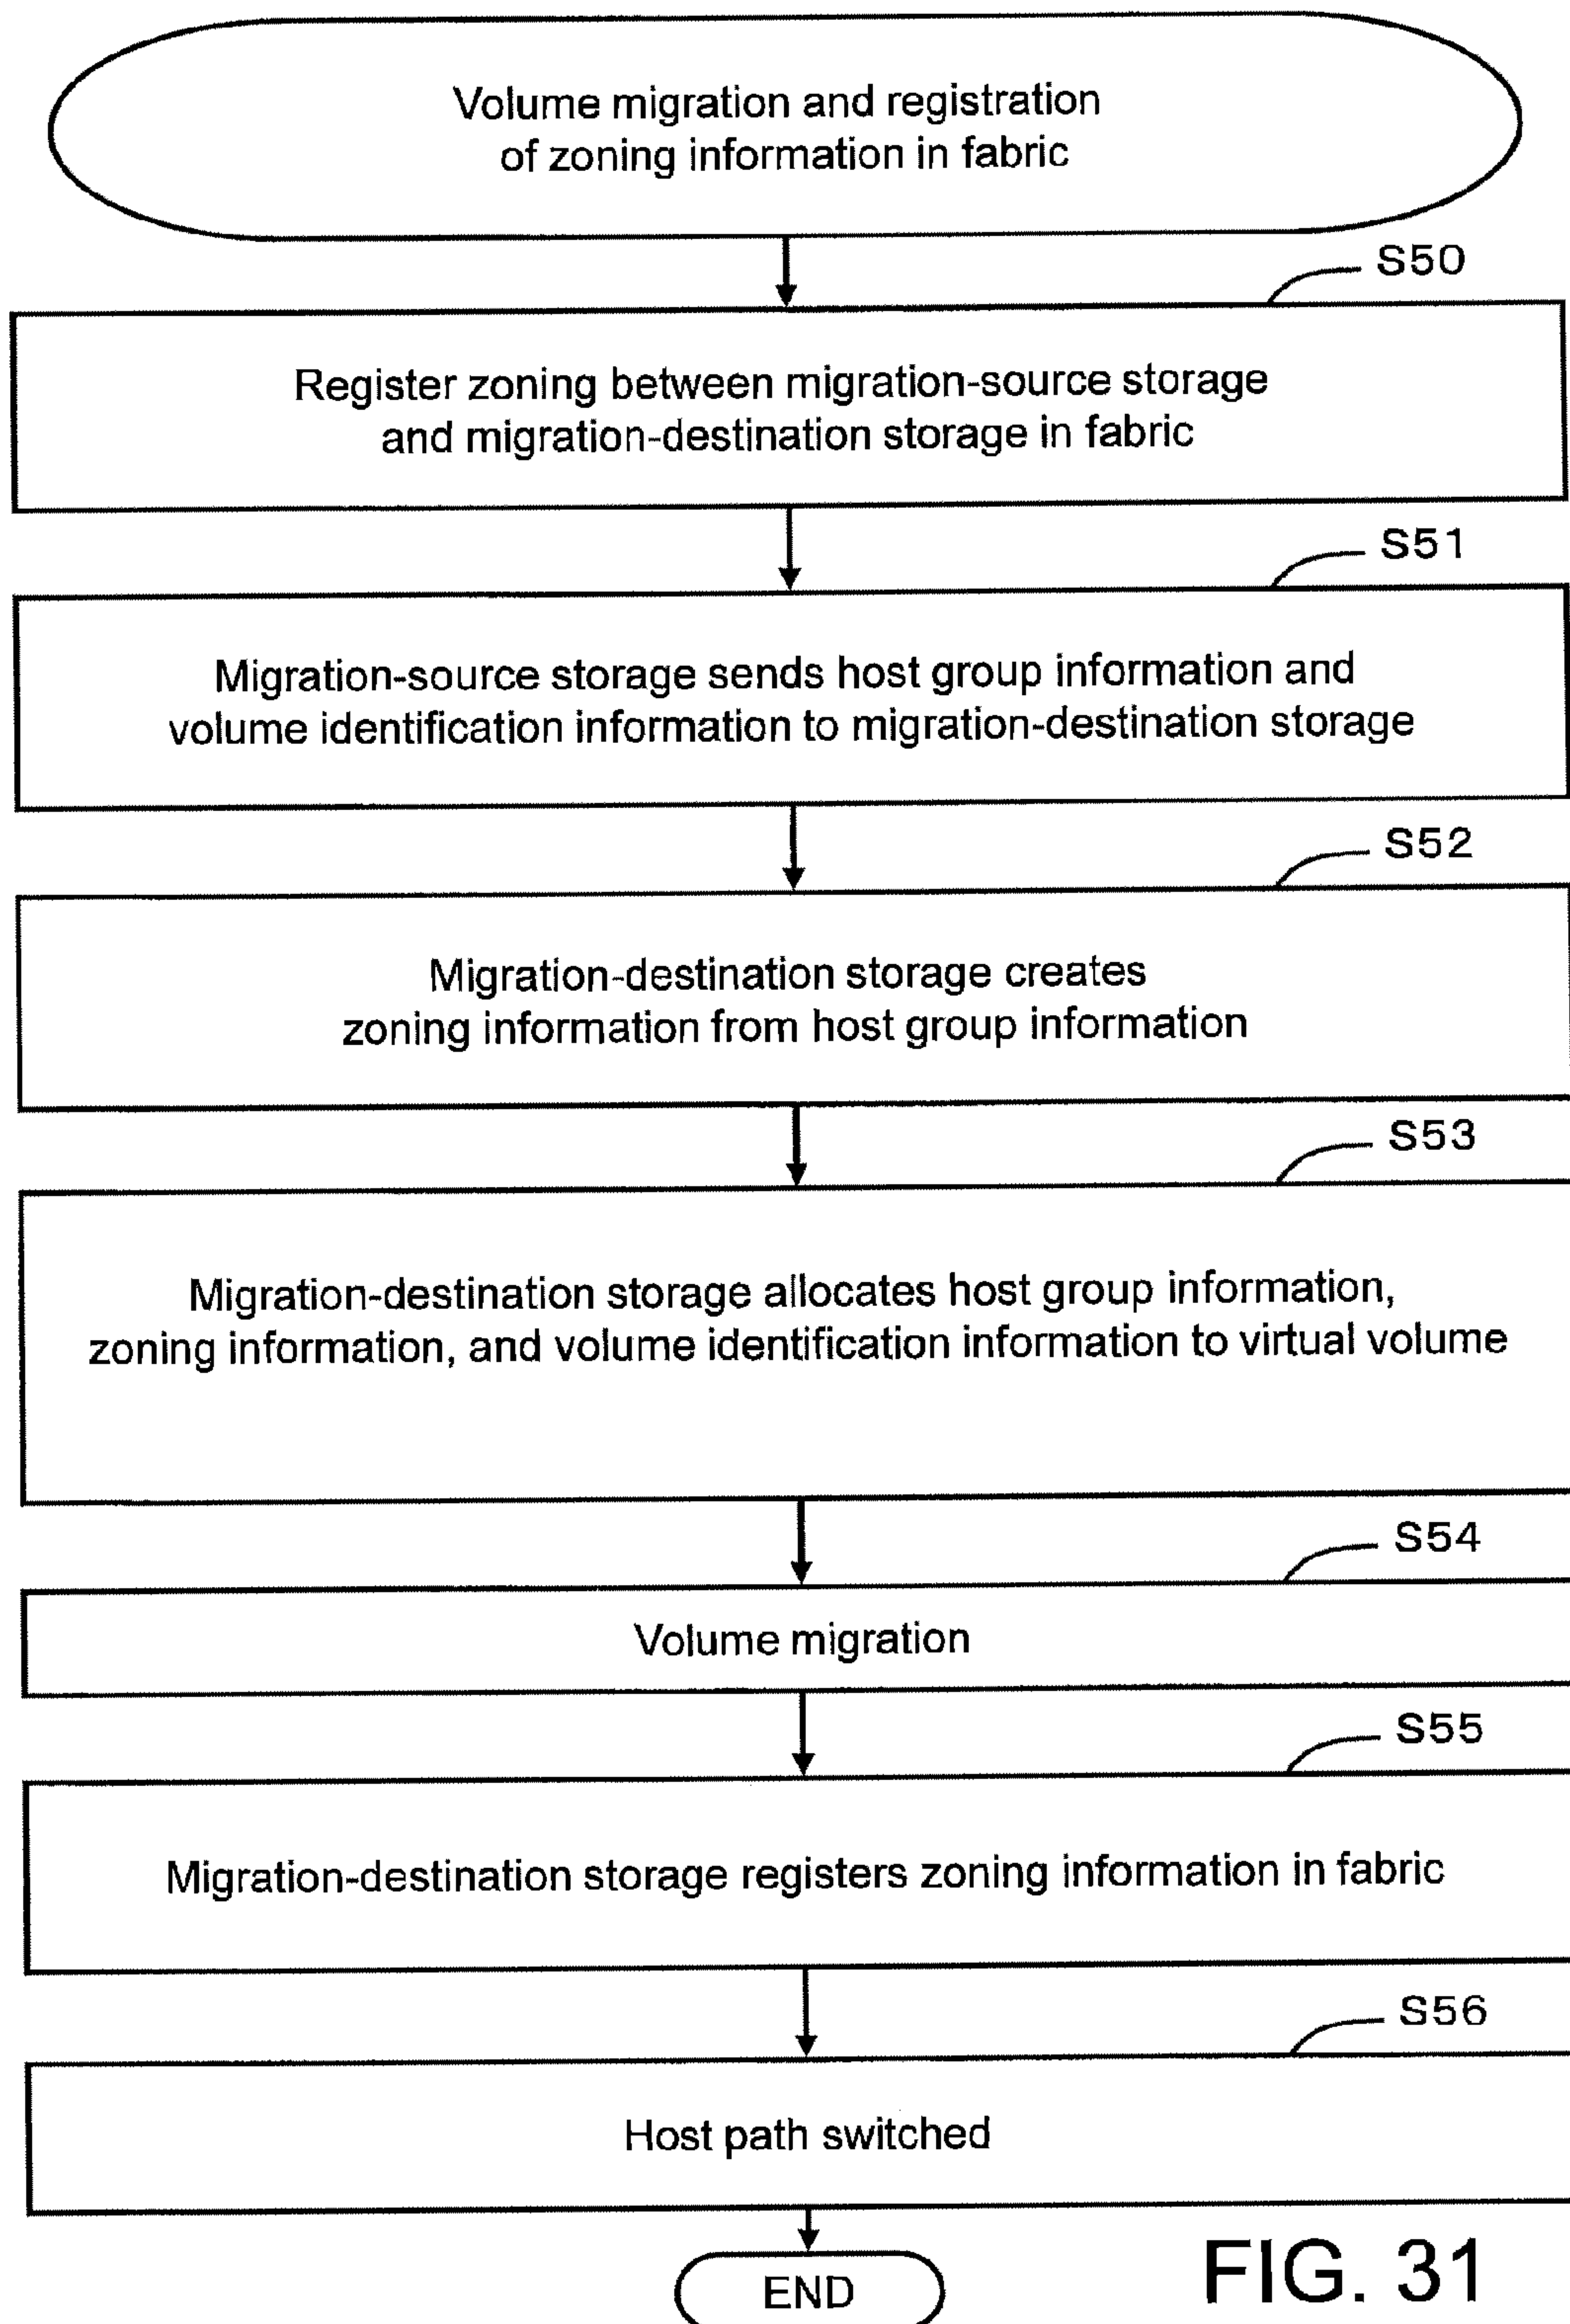 Volume migration and registration
of zoning information in fabric
S50
Register zoning between migration-source storage
and migration-destination storage in fabric
S51
Migration-source storage sends host group information and
volume identification information to migration-destination storage
S52
Migration-destination storage creates
zoning information from host group information
S53
Migration-destination storage allocates host group information,
zoning information, and volume identification information to virtual volume
S54
Volume migration
S55
Migration-destination storage registers zoning information in fabric
S56
Host path switched
END
FIG. 31